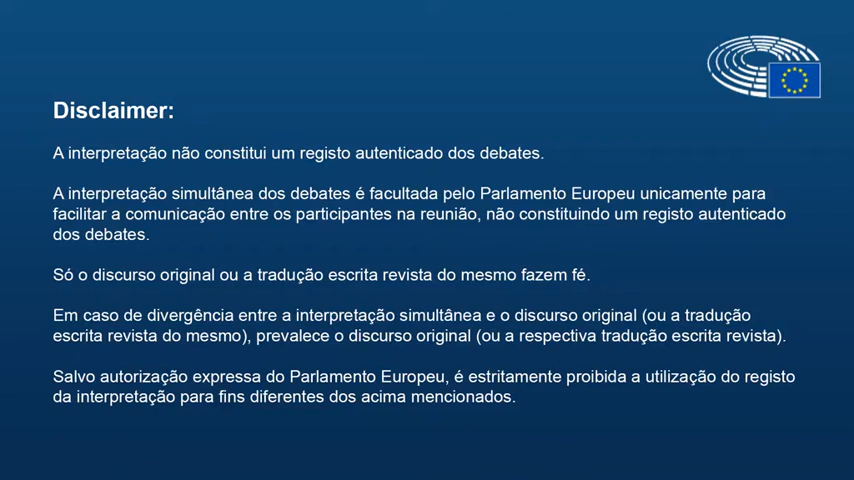 Disclaimer:
A interpretação não constitui um registo autenticado dos debates.
A interpretação simultânea dos debates é facultada pelo Parlamento Europeu unicamente para
facilitar a comunicação entre os participantes na reunião, não constituindo um registo autenticado
dos debates.
Só o discurso original ou a tradução escrita revista do mesmo fazem fé.
Em caso de divergência entre a interpretação simultânea e o discurso original (ou a tradução
escrita revista do mesmo), prevalece o discurso original (ou a respectiva tradução escrita revista).
Salvo autorização expressa do Parlamento Europeu, é estritamente proibida a utilização do registo
da interpretação para fins diferentes dos acima mencionados.